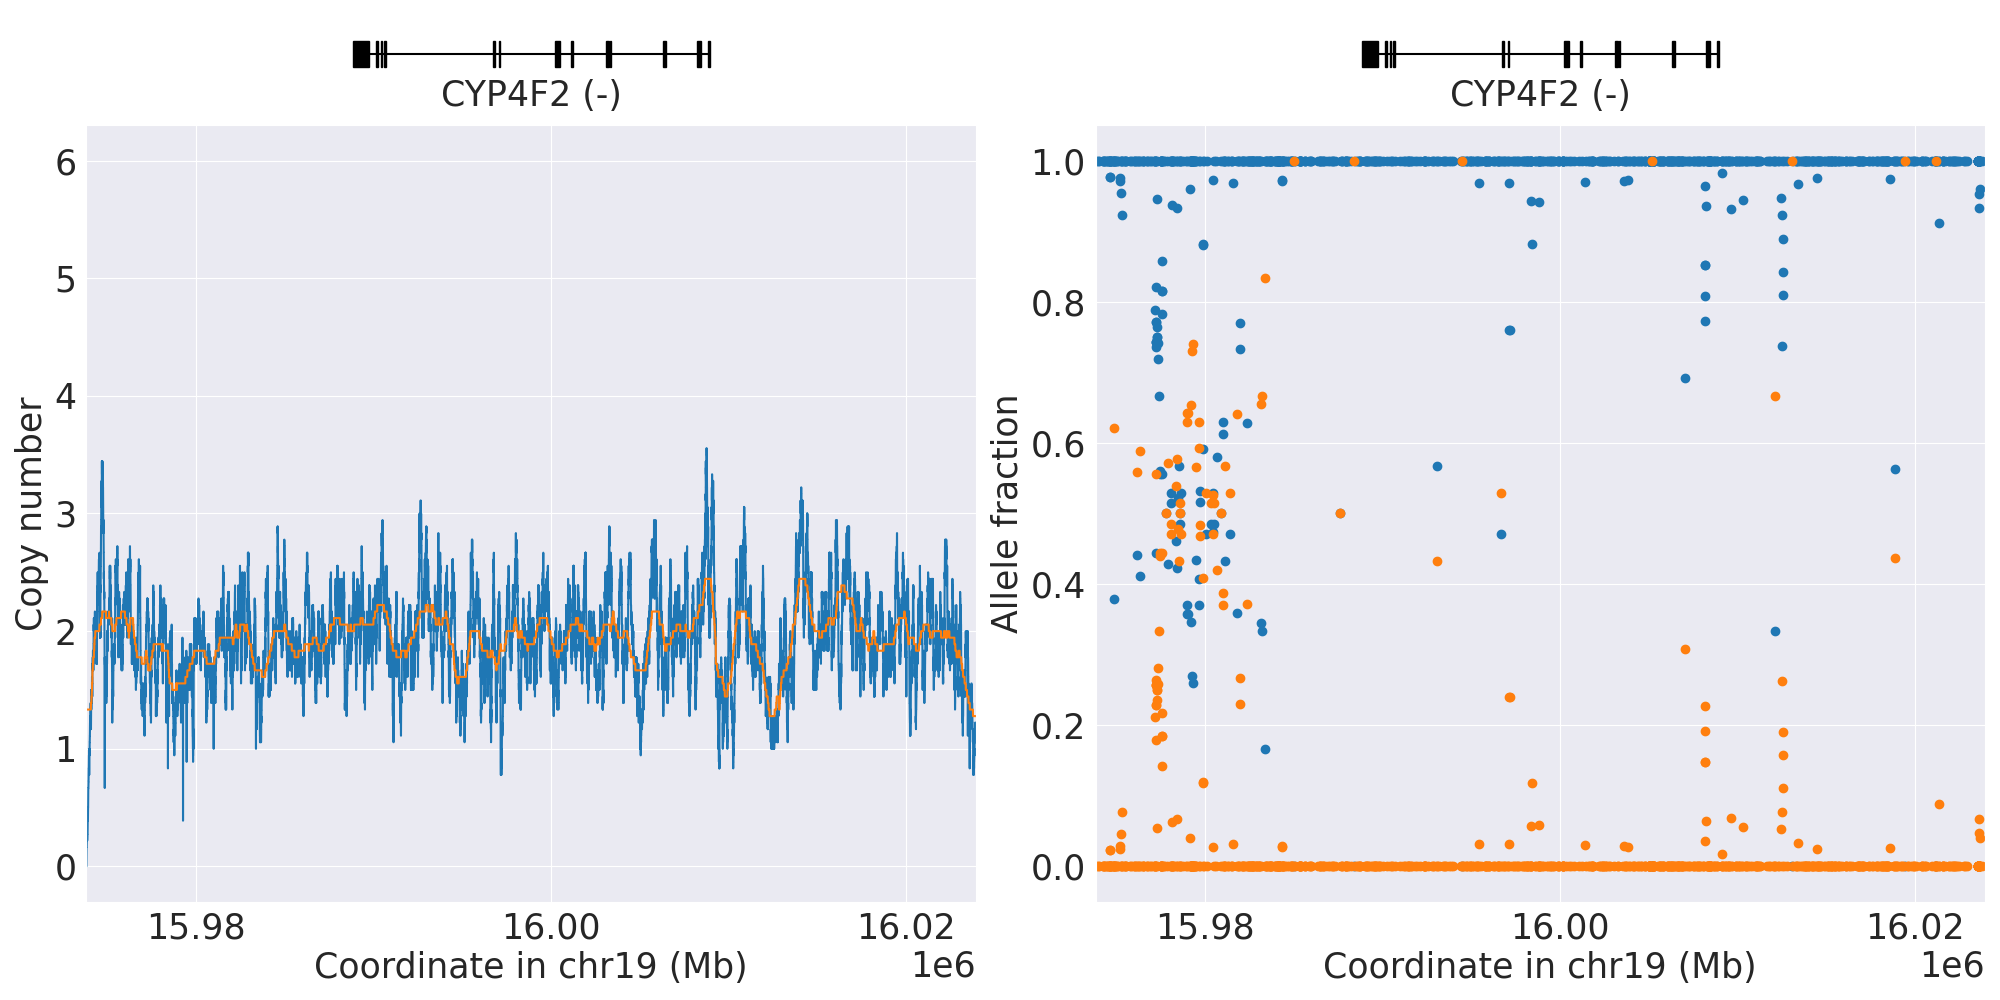 CYP4F2 (-)
6
5
4
3
2
1
0
Copy number
15.98
16.00
16.02
Coordinate in chr19 (Mb)
1e6
CYP4F2 (-)
1.0
0.8
0.6
0.4
0.2
0.0
Allele fraction
15.98
16.00
16.02
Coordinate in chr19 (Mb)
1e6